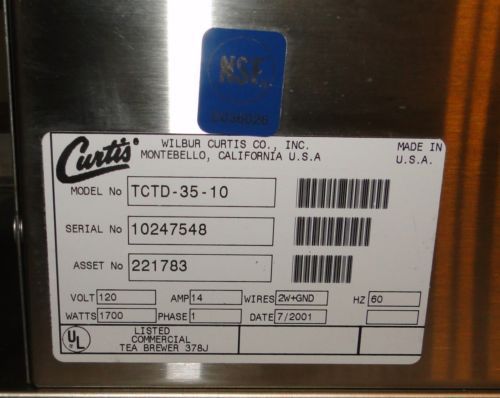 NSF
Curtis
WILBUR CURTIS CO., INC.
MONTEBELLO, CALIFORNIA U.S.A
MADE IN
U.S.A.
MODEL No TCTD-35-10
SERIAL No 10247548
ASSET No 221783
VOLT 120 AMP 14 WIRES 2W+GND HZ 60
WATTS 1700 PHASE 1 DATE 7/2001
UL
LISTED
COMMERCIAL
TEA BREWER 378J